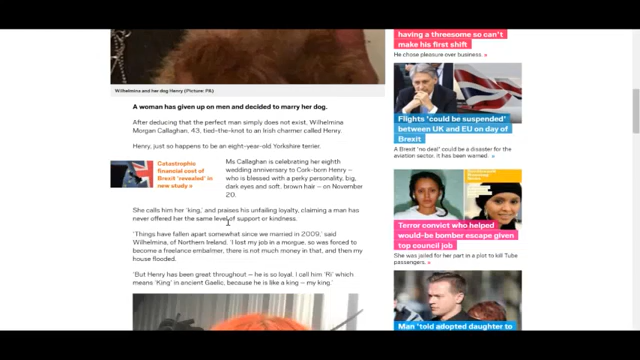 having a threesome so can't
make his first shift
He chose pleasure over business.
Wilhelmina and her dog Henry (Picture: PA)
A woman has given up on men and decided to marry her dog.
After deducing that the perfect man simply does not exist, Wilhelmina
Morgan Callaghan, 43, tied-the-knot to an Irish charmer called Henry.
Henry, just so happens to be an eight-year-old Yorkshire terrier.
Catastrophic
financial cost of
Brexit 'revealed' in
new study
Ms Callaghan is celebrating her eighth
wedding anniversary to Cork-born Henry –
who is blessed with a perky personality, big,
dark eyes and soft, brown hair – on November
20.
She calls him her 'king,' and praises his unfailing loyalty, claiming a man has
never offered her the same level of support or kindness.
'Things have fallen apart somewhat since we married in 2009,' said
Wilhelmina, of Northern Ireland. 'I lost my job in a morgue, so was forced to
become a freelance embalmer, there is not much money in that, and then my
house flooded.
'But Henry has been great throughout – he is so loyal. I call him 'Ri' which
means 'King' in ancient Gaelic, because he is like a king – my king.'
Flights 'could be suspended'
between UK and EU on day of
Brexit
A Brexit "no deal" could be a disaster for the
aviation sector, it has been warned.
Terror convict who helped
would-be bomber escape given
top council job
She was jailed for her part in a plot to kill Tube
passengers.
Man 'told adopted daughter to